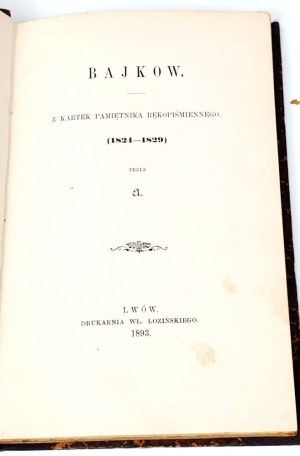 BAJKOW.
Z KARTEK PAMIĘTNIKA RĘKOPIŚMIENNEGO.
(1824—1829)
PRZEZ
A.
LWÓW.
DRUKARNIA WŁ. ŁOZIŃSKIEGO.
1893.